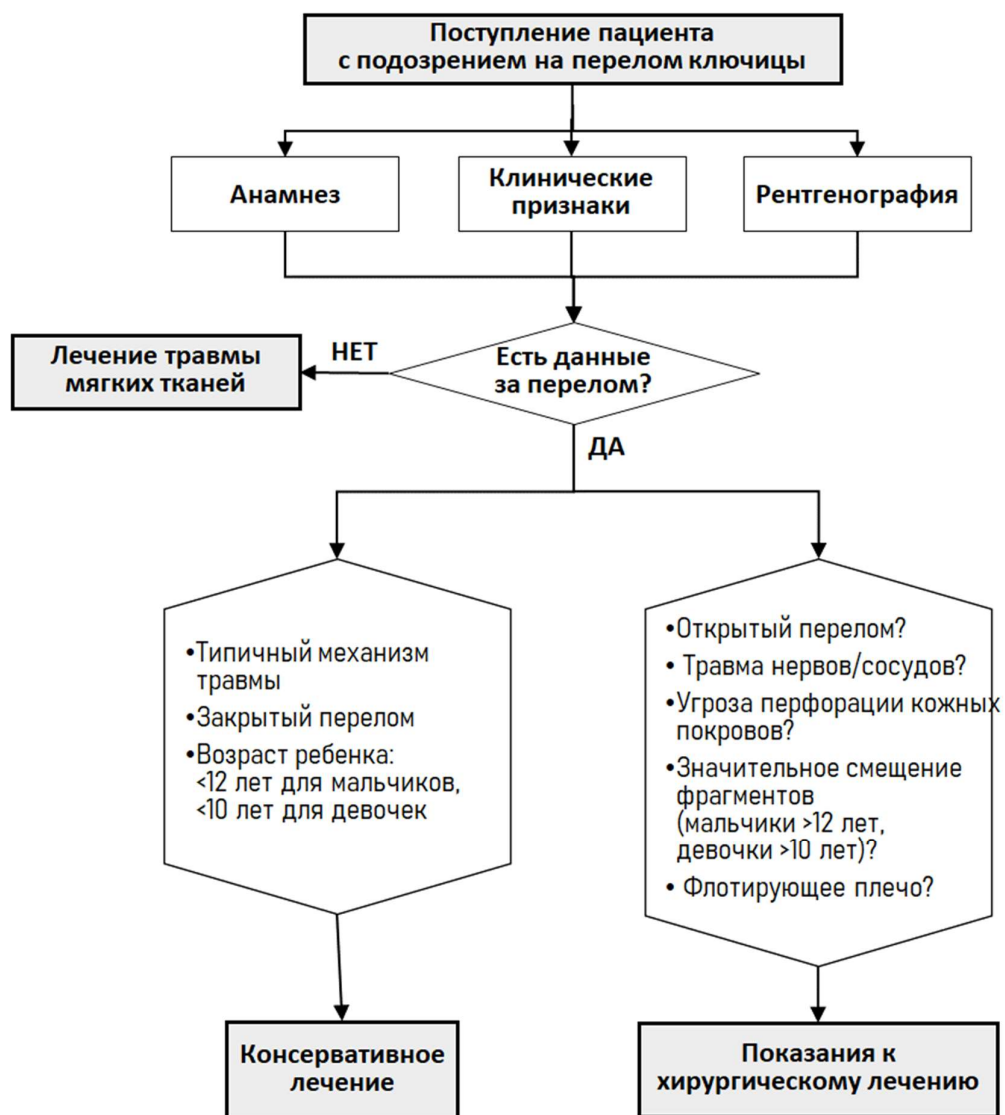 Поступление пациента
с подозрением на перелом ключицы
Анамнез
Клинические
признаки
Рентгенография
Есть данные
за перелом?
НЕТ
Лечение травмы
мягких тканей
ДА
•Типичный механизм
травмы
•Закрытый перелом
•Возраст ребенка:
<12 лет для мальчиков,
<10 лет для девочек
•Открытый перелом?
• Травма нервов/сосудов?
•Угроза перфорации кожных
покровов?
•Значительное смещение
фрагментов
(мальчики >12 лет,
девочки >10 лет)?
• Флотирующее плечо?
Консервативное
лечение
Показания к
хирургическому лечению